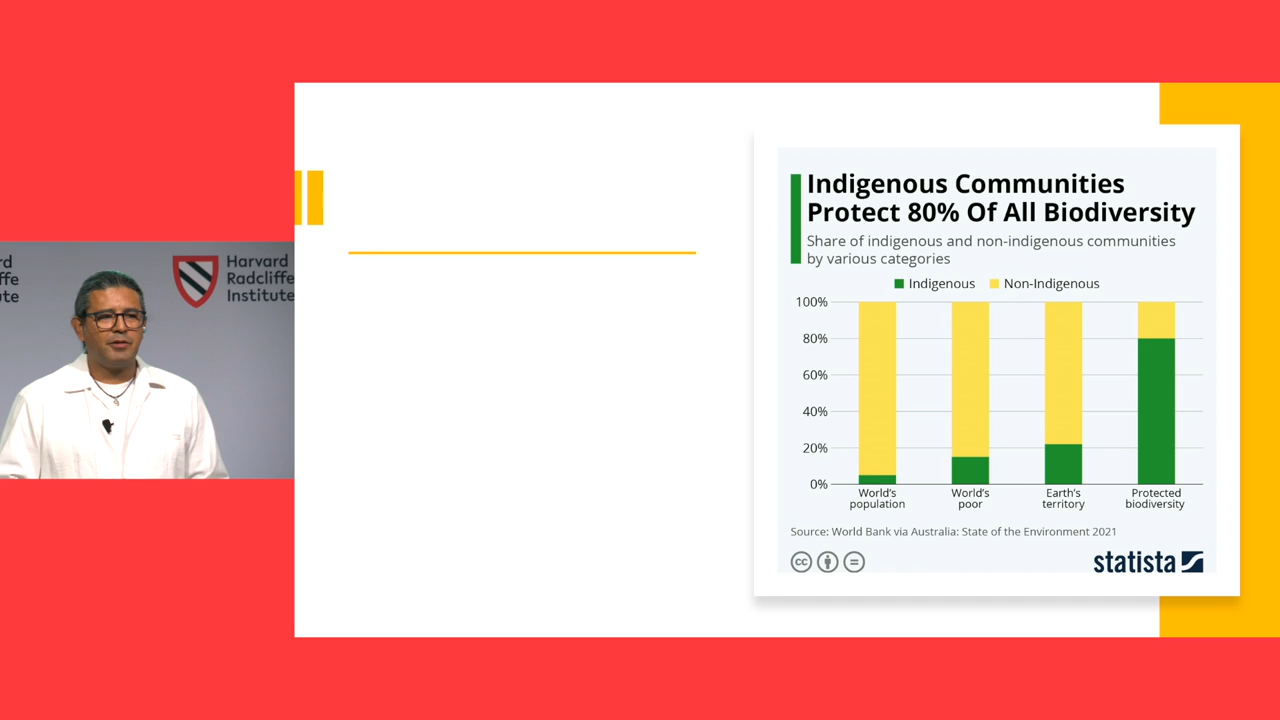 rd
ffe
ute
Harvard
Radcliffe
Institute
Indigenous Communities
Protect 80% Of All Biodiversity
Share of indigenous and non-indigenous communities
by various categories
Indigenous Non-Indigenous
100%
80%
60%
40%
20%
0%
World's
population
World's
poor
Earth's
territory
Protected
biodiversity
Source: World Bank via Australia: State of the Environment 2021
cc
statista